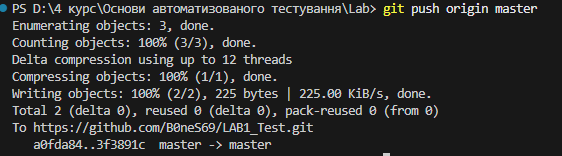 PS D:\4 курс\Основи автоматизованого тестування\Lab> git push origin master
Enumerating objects: 3, done.
Counting objects: 100% (3/3), done.
Delta compression using up to 12 threads
Compressing objects: 100% (1/1), done.
Writing objects: 100% (2/2), 225 bytes | 225.00 KiB/s, done.
Total 2 (delta 0), reused 0 (delta 0), pack-reused 0 (from 0)
To https://github.com/B0neS69/LAB1_Test.git
   a0fda84..3f3891c  master -> master